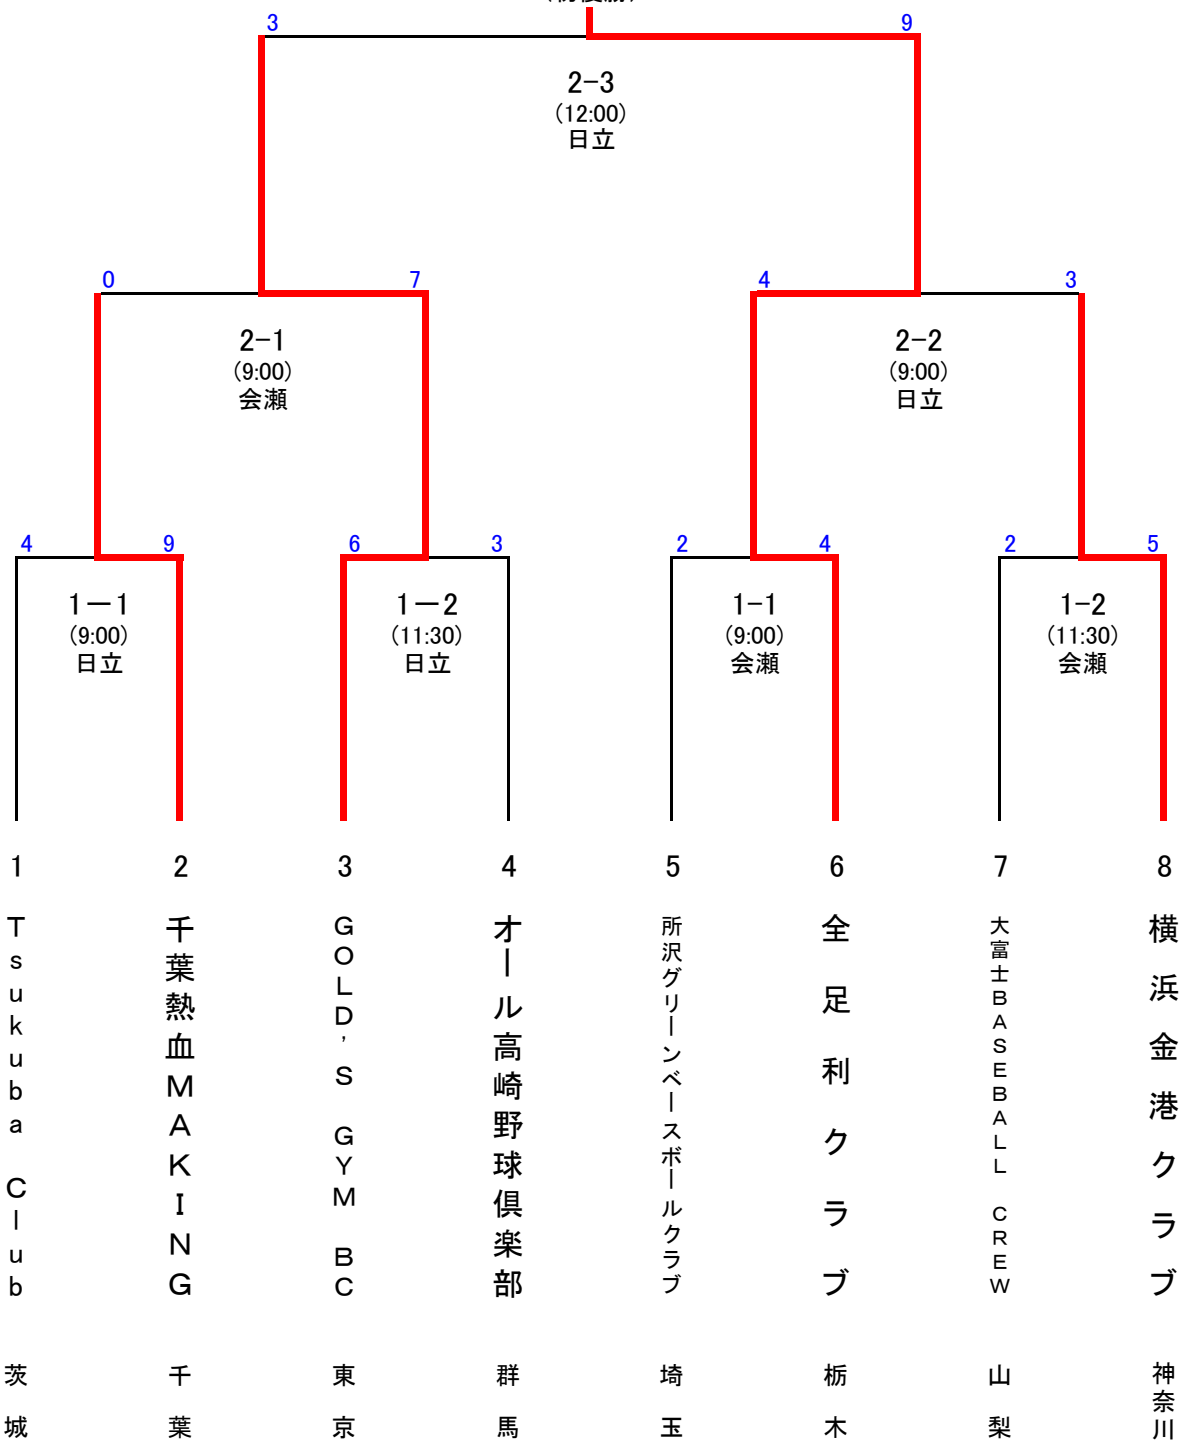 3
9
2-3
(12:00)
日立
0
7
4
3
2-1
(9:00)
会瀬
2-2
(9:00)
日立
4
9
6
3
2
4
2
5
1ー1
(9:00)
日立
1ー2
(11:30)
日立
1-1
(9:00)
会瀬
1-2
(11:30)
会瀬
1
2
3
4
5
6
7
8
Tsukuba Club
千葉熱血MAKING
GOLD'S GYM BC
オール高崎野球倶楽部
所沢グリーンベースボールクラブ
全足利クラブ
大富士BASEBALL CREW
横浜金港クラブ
茨城
千葉
東京
群馬
埼玉
栃木
山梨
神奈川